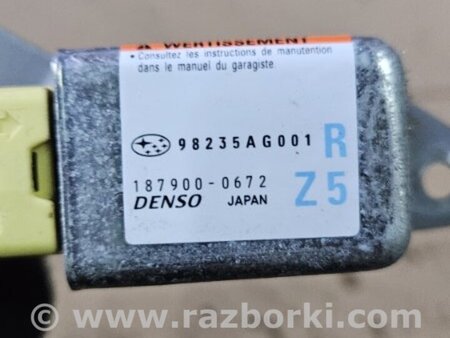 WERTISSEMENT
• Consultez les instructions de manutention
dans le manuel du garagiste.
98235AG001 R
187900-0672 Z5
DENSO JAPAN
www.razborki.com